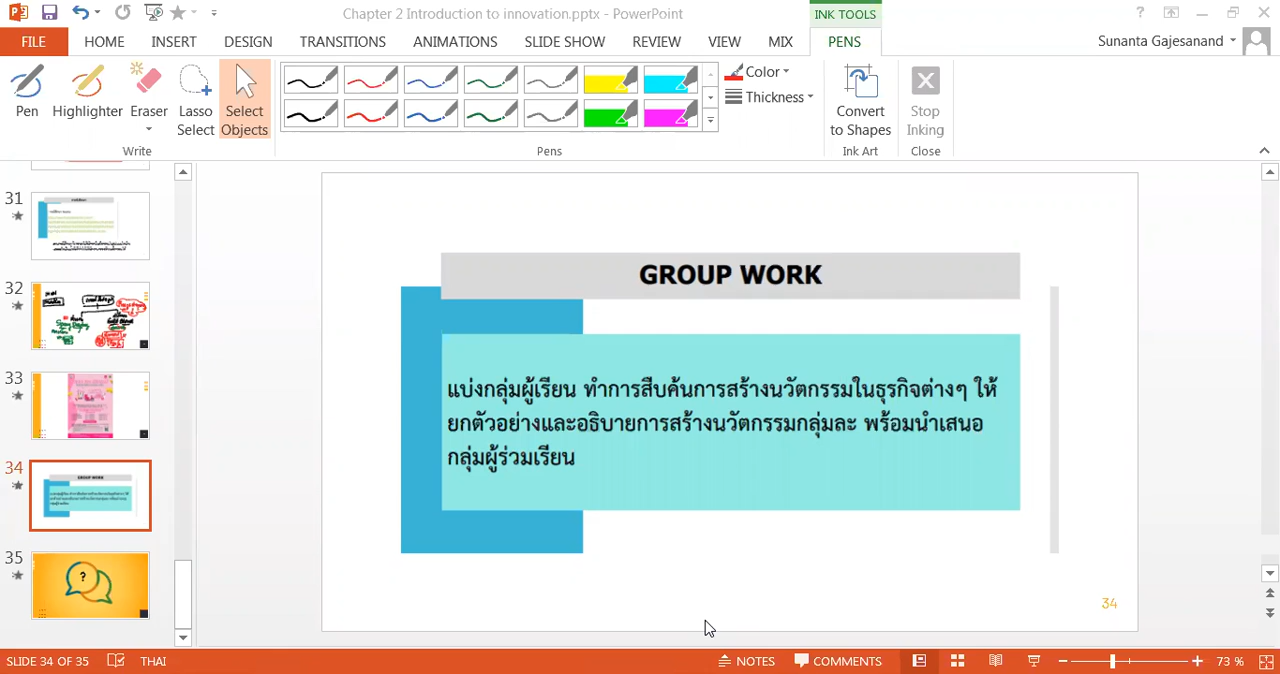 Chapter 2 Introduction to innovation.pptx - PowerPoint
INK TOOLS
?
FILE
HOME
INSERT
DESIGN
TRANSITIONS
ANIMATIONS
SLIDE SHOW
REVIEW
VIEW
MIX
PENS
Sunanta Gajesanand
Pen
Highlighter
Eraser
Lasso
Select
Select
Objects
Color
Thickness
Convert
to Shapes
Stop
Inking
Write
Pens
Ink Art
Close
31
32
33
34
GROUP WORK
35
?
GROUP WORK
แบ่งกลุ่มผู้เรียน ทำการสืบค้นการสร้างนวัตกรรมในธุรกิจต่างๆ ให้
ยกตัวอย่างและอธิบายการสร้างนวัตกรรมกลุ่มละ พร้อมนำเสนอ
กลุ่มผู้ร่วมเรียน
34
SLIDE 34 OF 35
THAI
NOTES
COMMENTS
73 %